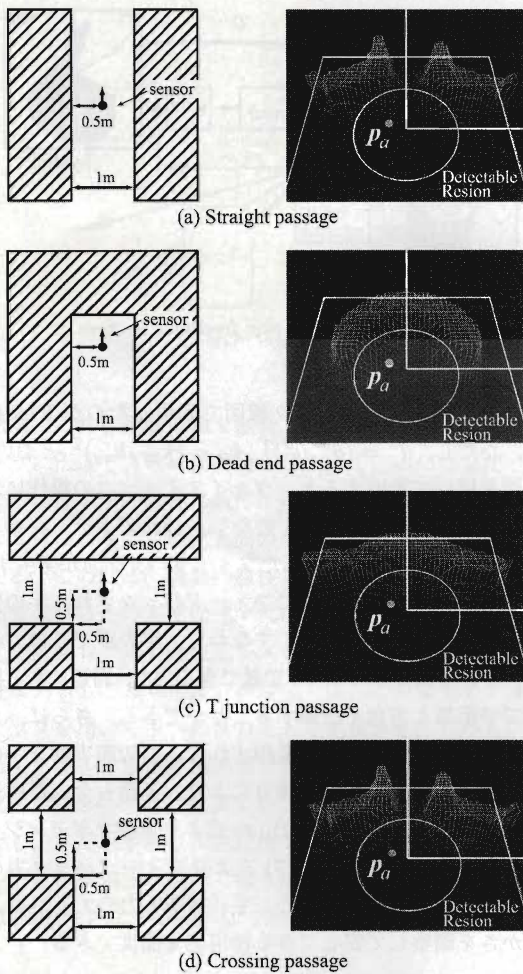 sensor
0.5m
1m
p_a
Detectable
Resion
(a) Straight passage
sensor
0.5m
1m
p_a
Detectable
Resion
(b) Dead end passage
sensor
1m
0.5m
0.5m
1m
1m
p_a
Detectable
Resion
(c) T junction passage
1m
sensor
1m
0.5m
0.5m
1m
1m
p_a
Detectable
Resion
(d) Crossing passage